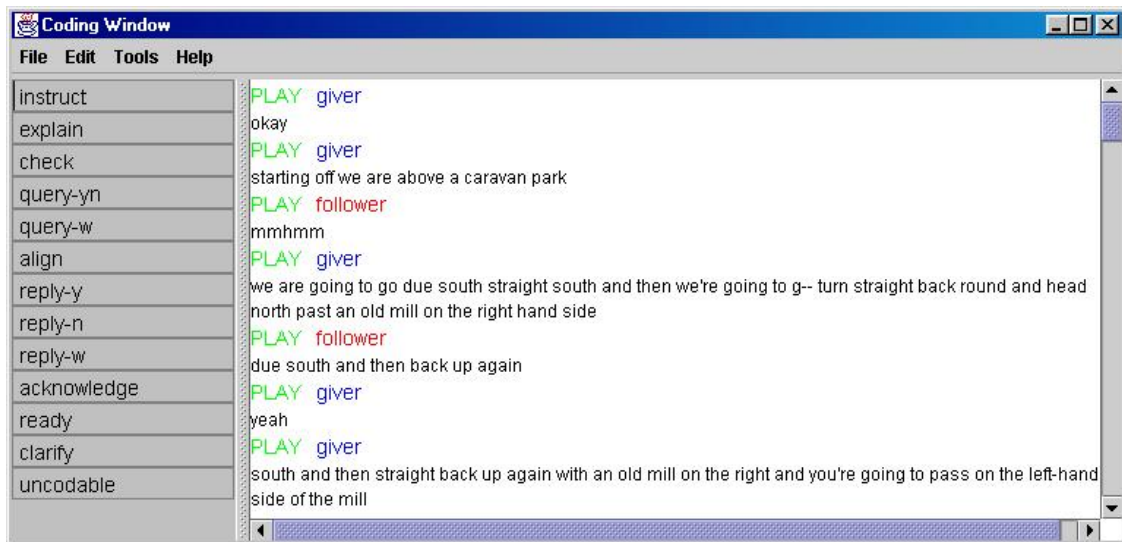 Coding Window
File Edit Tools Help
instruct
explain
check
query-yn
query-w
align
reply-y
reply-n
reply-w
acknowledge
ready
clarify
uncodable
PLAY giver
okay
PLAY giver
starting off we are above a caravan park
PLAY follower
mmhmm
PLAY giver
we are going to go due south straight south and then we're going to g-- turn straight back round and head
north past an old mill on the right hand side
PLAY follower
due south and then back up again
PLAY giver
yeah
PLAY giver
south and then straight back up again with an old mill on the right and you're going to pass on the left-hand
side of the mill